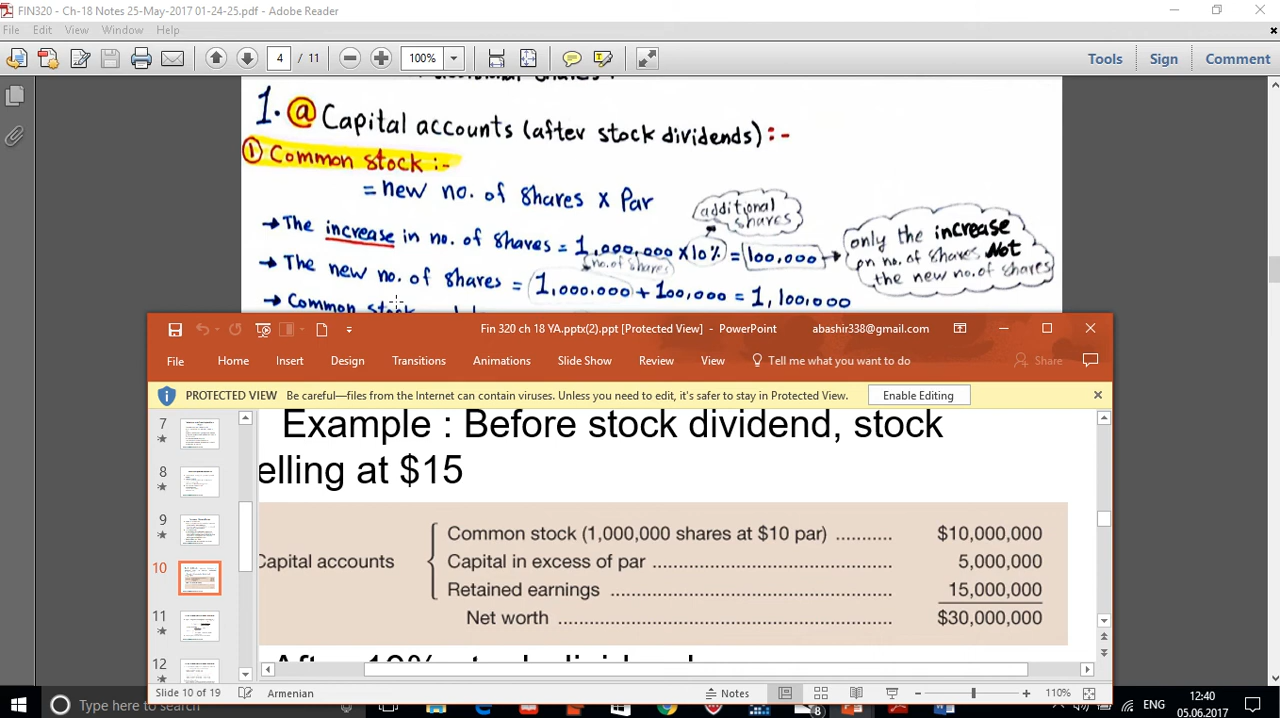 FIN320 - Ch-18 Notes 25-May-2017 01-24-25.pdf - Adobe Reader
File Edit View Window Help
4 / 11 100% Tools Sign Comment
1. @ Capital accounts (after stock dividends) :-
① Common stock :-
= new no. of shares x Par
additional shares
→ The increase in no. of shares = 1,000,000 x 10% = 100,000
no. of shares
only the increase
on no. of shares Not
the new no. of shares
→ The new no. of shares = 1,000,000 + 100,000 = 1,100,000
→ Common stock
Fin 320 ch 18 YA.pptx(2).ppt [Protected View] - PowerPoint abashir338@gmail.com
File Home Insert Design Transitions Animations Slide Show Review View Tell me what you want to do Share
PROTECTED VIEW Be careful—files from the Internet can contain viruses. Unless you need to edit, it's safer to stay in Protected View. Enable Editing
7
8
9
10
11
12
Example : Before stock dividend, stock
elling at $15
Capital accounts
Common stock (1,000,000 shares at $10 par) ........... $10,000,000
Capital in excess of par ............................................. 5,000,000
Retained earnings .................................................... 15,000,000
Net worth ............................................................. $30,000,000
Slide 10 of 19 Armenian Notes 110%
Type here to search 8 ENG 12:40
05.06.2017